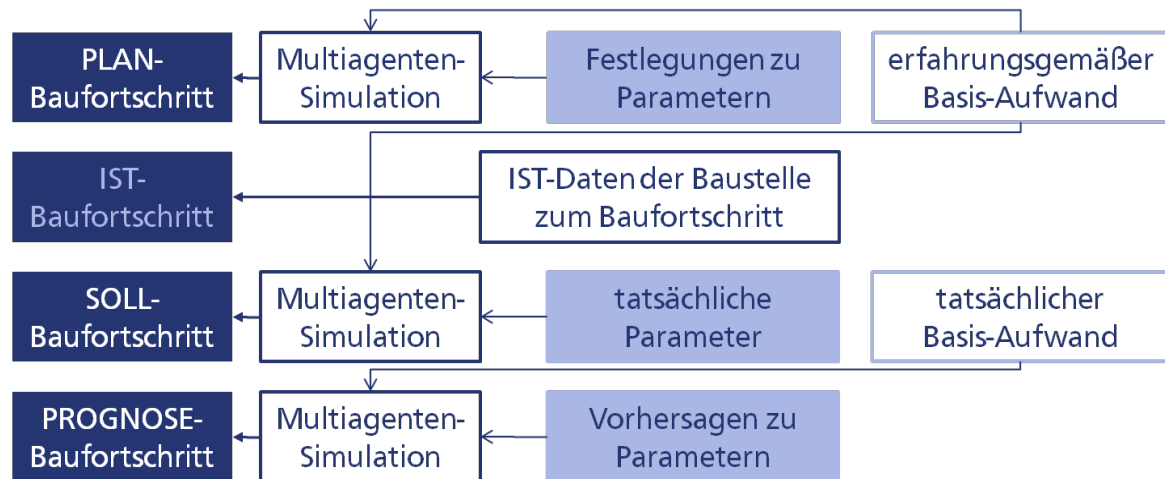 PLAN-
Baufortschritt
Multiagenten-
Simulation
Festlegungen zu
Parametern
erfahrungsgemäßer
Basis-Aufwand
IST-
Baufortschritt
IST-Daten der Baustelle
zum Baufortschritt
SOLL-
Baufortschritt
Multiagenten-
Simulation
tatsächliche
Parameter
tatsächlicher
Basis-Aufwand
PROGNOSE-
Baufortschritt
Multiagenten-
Simulation
Vorhersagen zu
Parametern